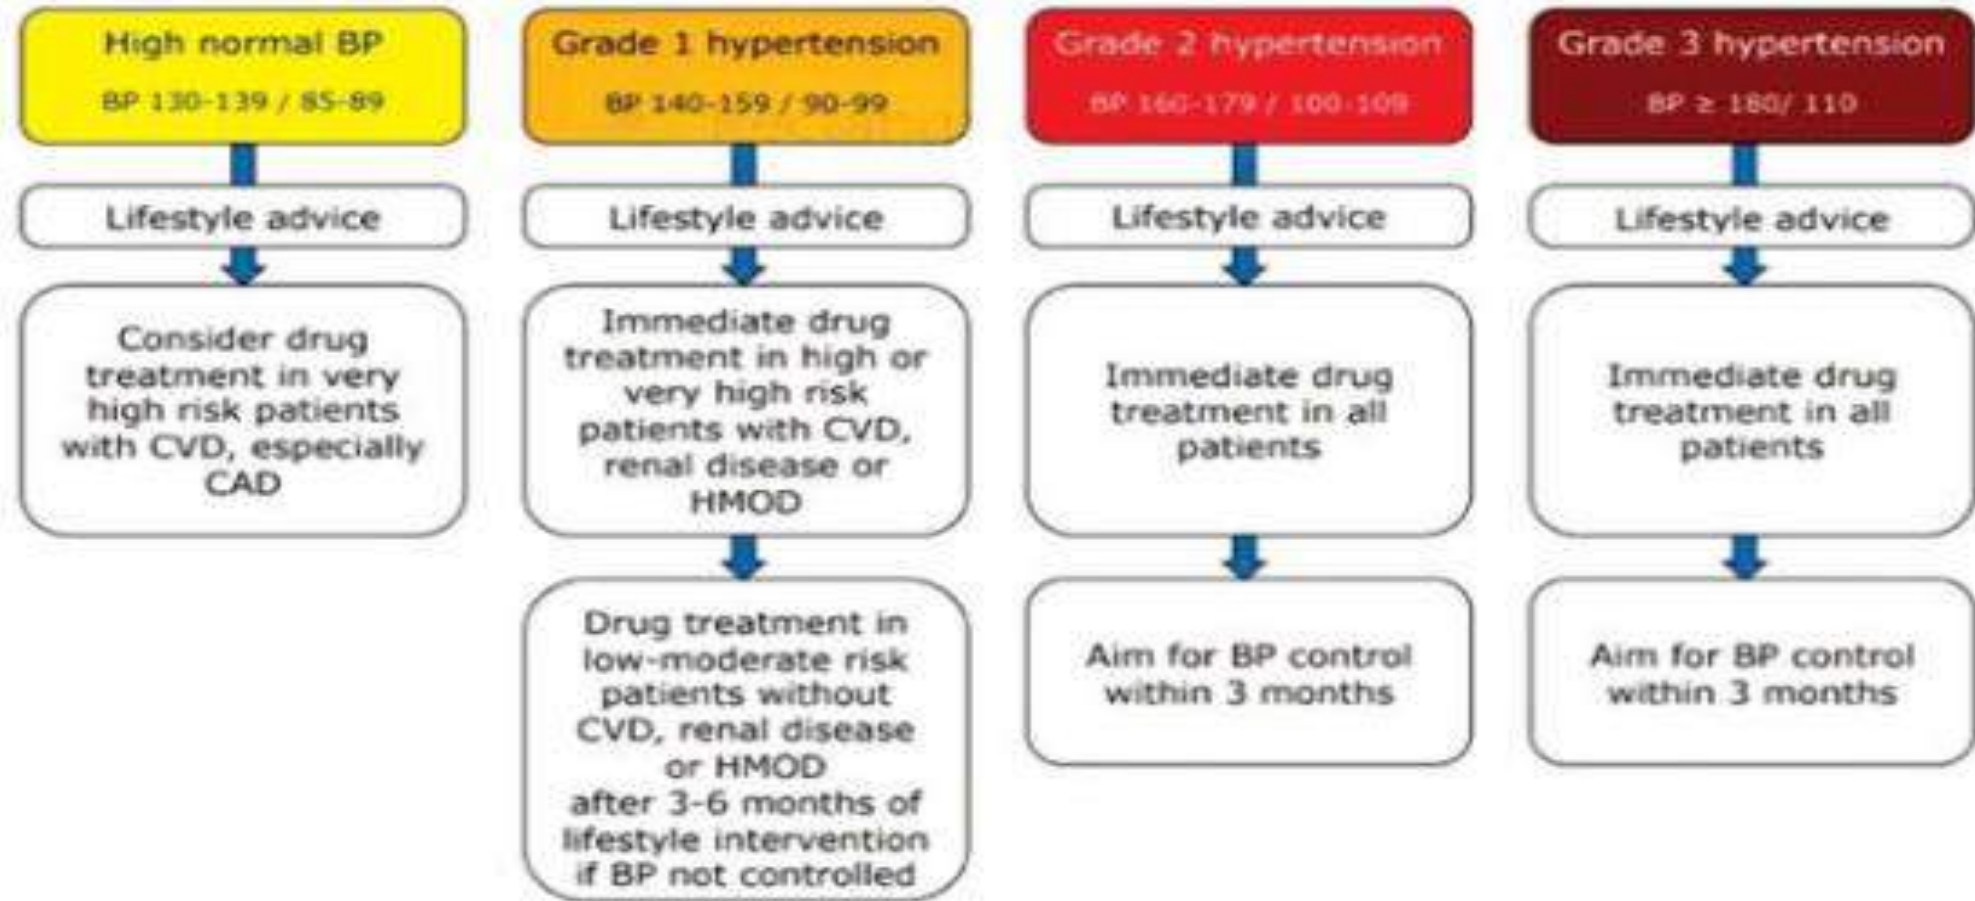 High normal BP
BP 130-139 / 85-89
Lifestyle advice
Consider drug
treatment in very
high risk patients
with CVD, especially
CAD
Grade 1 hypertension
BP 140-159 / 90-99
Lifestyle advice
Immediate drug
treatment in high or
very high risk
patients with CVD,
renal disease or
HMOD
Drug treatment in
low-moderate risk
patients without
CVD, renal disease
or HMOD
after 3-6 months of
lifestyle intervention
if BP not controlled
Grade 2 hypertension
BP 160-179 / 100-109
Lifestyle advice
Immediate drug
treatment in all
patients
Aim for BP control
within 3 months
Grade 3 hypertension
BP ≥ 180/ 110
Lifestyle advice
Immediate drug
treatment in all
patients
Aim for BP control
within 3 months